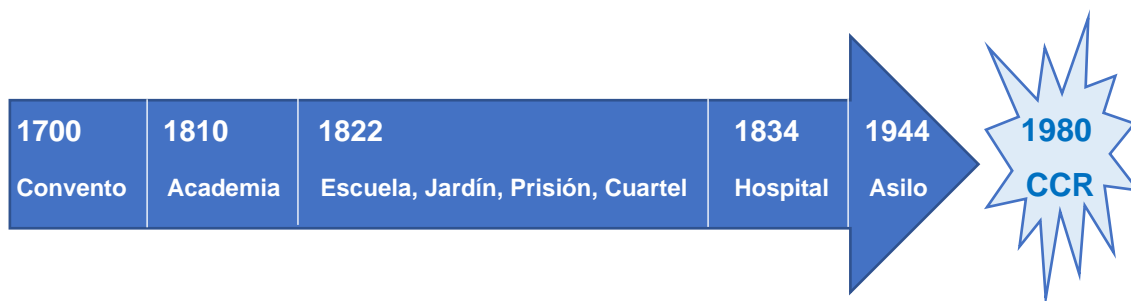 1700 1810 1822 1834 1944 1980
Convento Academia Escuela, Jardín, Prisión, Cuartel Hospital Asilo CCR